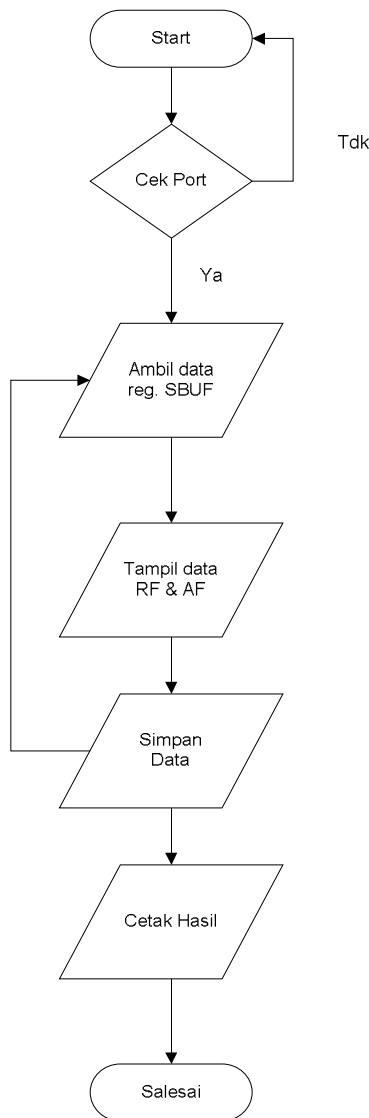 Start
Cek Port
Tdk
Ya
Ambil data
reg. SBUF
Tampil data
RF & AF
Simpan
Data
Cetak Hasil
Salesai